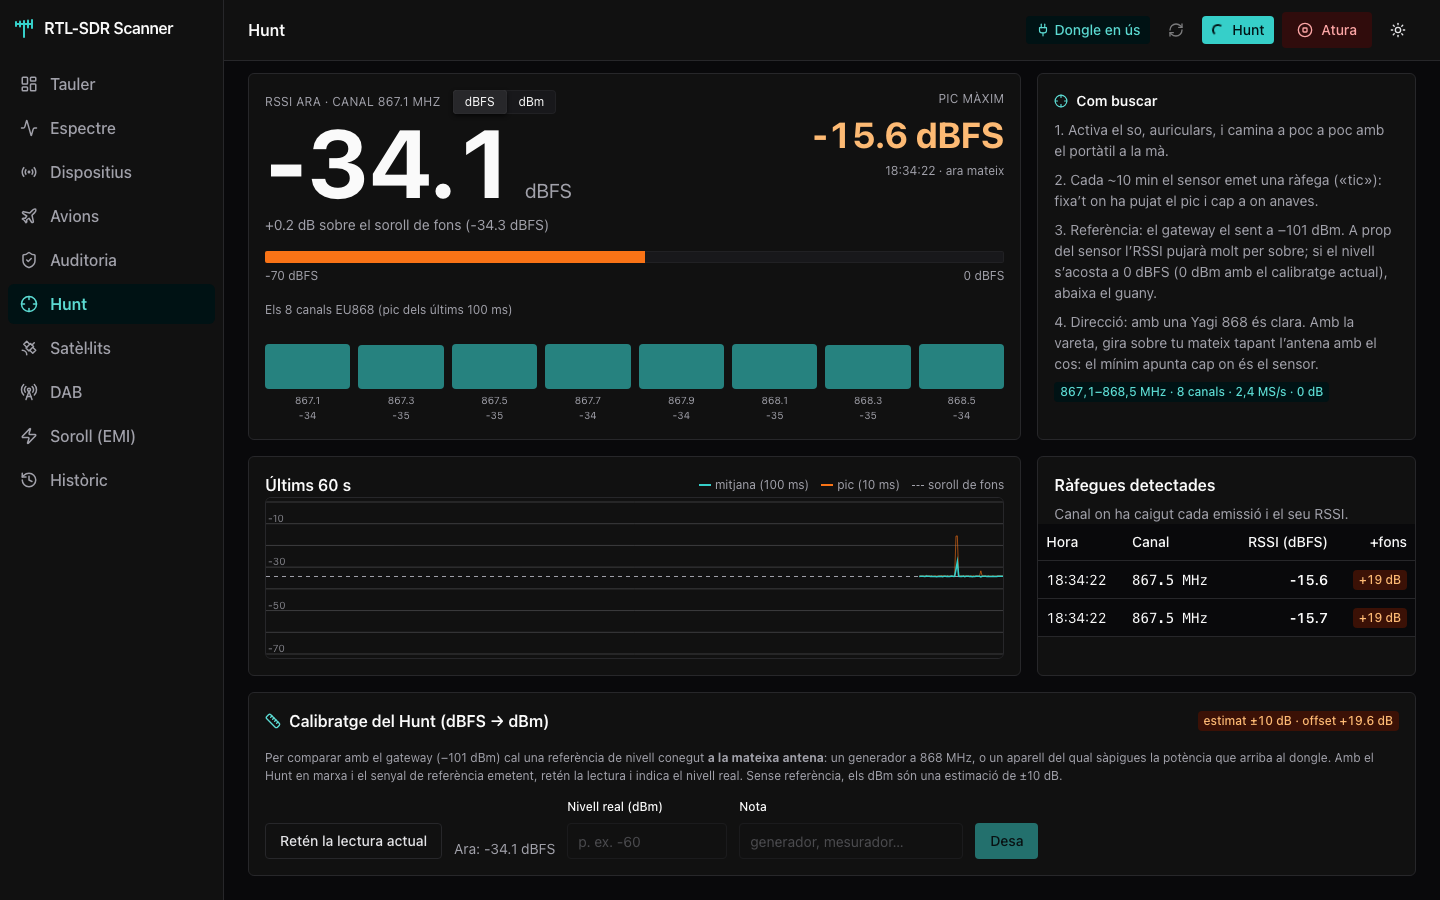 RTL-SDR Scanner
Tauler
Espectre
Dispositius
Avions
Auditoria
Hunt
Satèl·lits
DAB
Soroll (EMI)
Històric
Hunt
Dongle en ús
Hunt
Atura
RSSI ARA · CANAL 867.1 MHZ
dBFS
dBm
-34.1 dBFS
+0.2 dB sobre el soroll de fons (-34.3 dBFS)
PIC MÀXIM
-15.6 dBFS
18:34:22 · ara mateix
-70 dBFS
0 dBFS
Els 8 canals EU868 (pic dels últims 100 ms)
867.1 867.3 867.5 867.7 867.9 868.1 868.3 868.5
-34 -35 -35 -34 -34 -35 -35 -34
Com buscar
1. Activa el so, auriculars, i camina a poc a poc amb
el portàtil a la mà.
2. Cada ~10 min el sensor emet una ràfega («tic»):
fixa’t on ha pujat el pic i cap a on anaves.
3. Referència: el gateway el sent a −101 dBm. A prop
del sensor l’RSSI pujarà molt per sobre; si el nivell
s’acosta a 0 dBFS (0 dBm amb el calibratge actual),
abaixa el guany.
4. Direcció: amb una Yagi 868 és clara. Amb la
vareta, gira sobre tu mateix tapant l’antena amb el
cos: el mínim apunta cap on és el sensor.
867,1–868,5 MHz · 8 canals · 2,4 MS/s · 0 dB
Últims 60 s
mitjana (100 ms)
pic (10 ms)
--- soroll de fons
-10
-30
-50
-70
Ràfegues detectades
Canal on ha caigut cada emissió i el seu RSSI.
Hora Canal RSSI (dBFS) +fons
18:34:22 867.5 MHz -15.6 +19 dB
18:34:22 867.5 MHz -15.7 +19 dB
Calibratge del Hunt (dBFS → dBm)
estimat ±10 dB · offset +19.6 dB
Per comparar amb el gateway (−101 dBm) cal una referència de nivell conegut a la mateixa antena: un generador a 868 MHz, o un aparell del qual sàpigues la potència que arriba al dongle. Amb el
Hunt en marxa i el senyal de referència emetent, retén la lectura i indica el nivell real. Sense referència, els dBm són una estimació de ±10 dB.
Nivell real (dBm)
Nota
Retén la lectura actual
Ara: -34.1 dBFS
p. ex. -60
generador, mesurador...
Desa